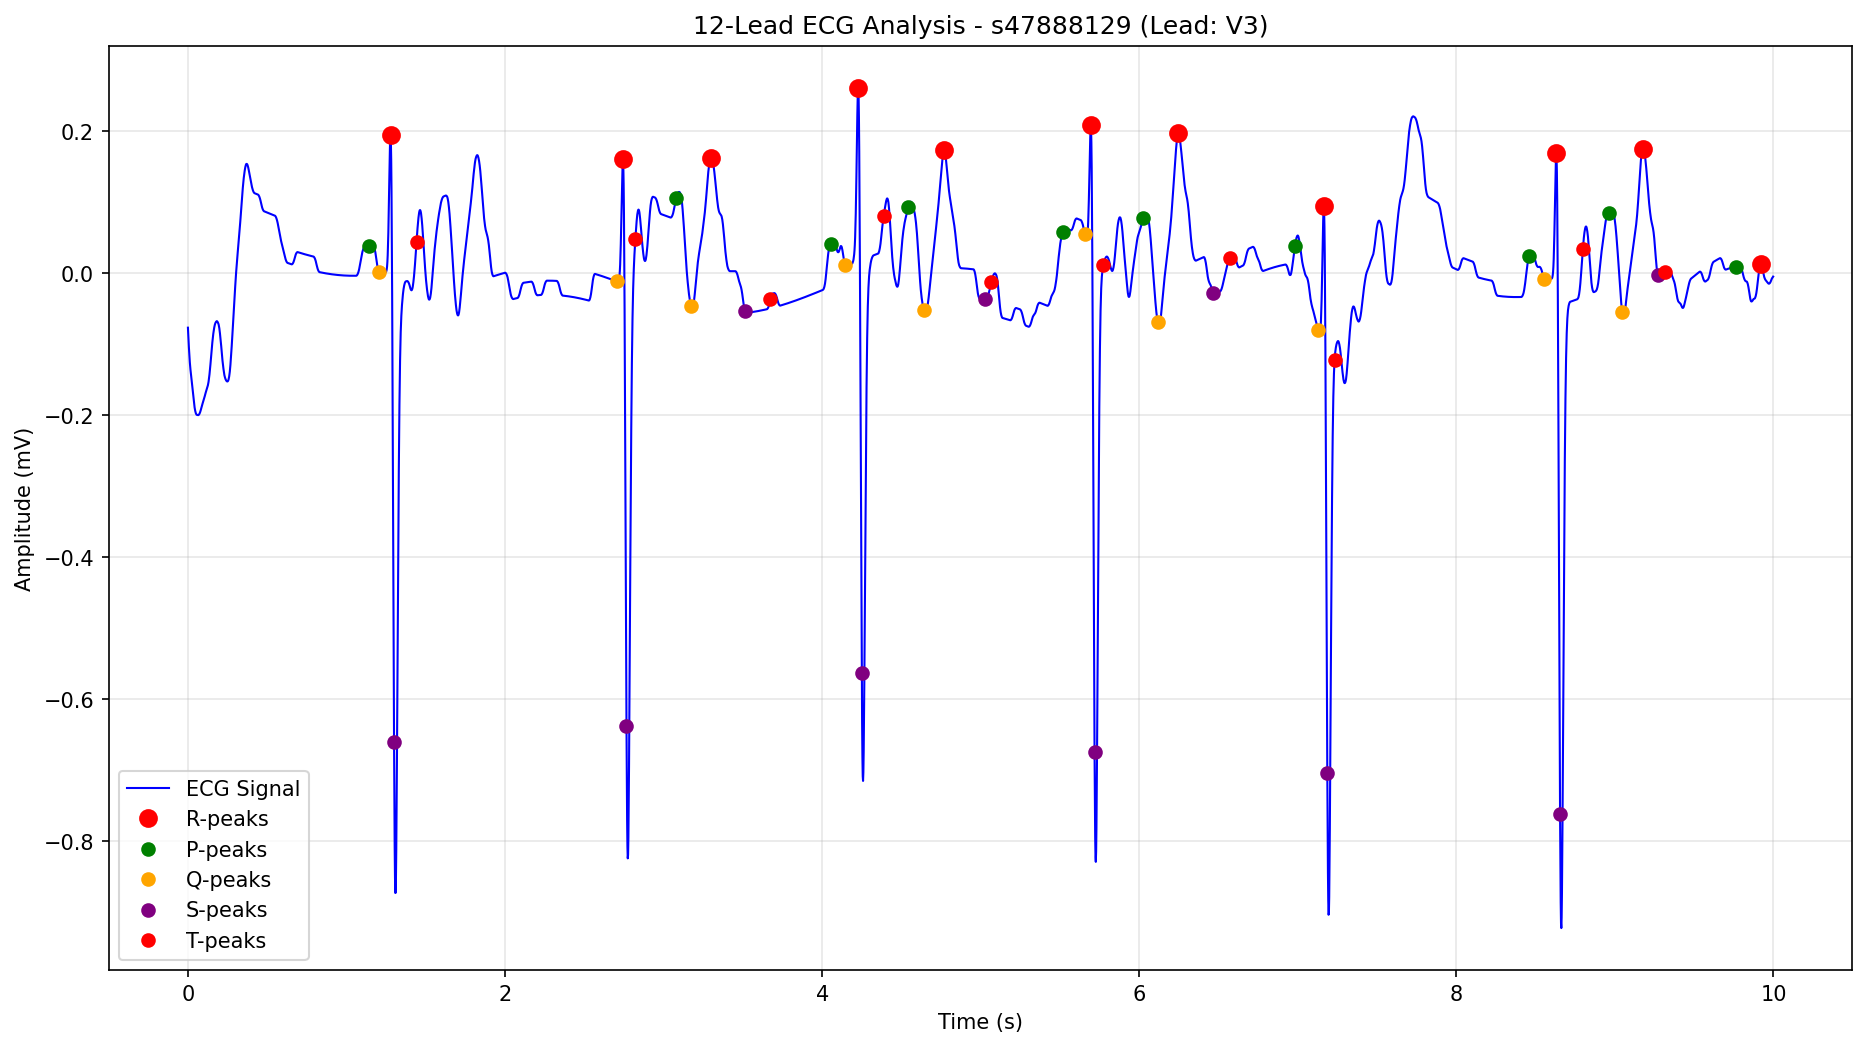 12-Lead ECG Analysis - s47888129 (Lead: V3)
Amplitude (mV)
0.2
0.0
−0.2
−0.4
−0.6
−0.8
ECG Signal
R-peaks
P-peaks
Q-peaks
S-peaks
T-peaks
0 2 4 6 8 10
Time (s)